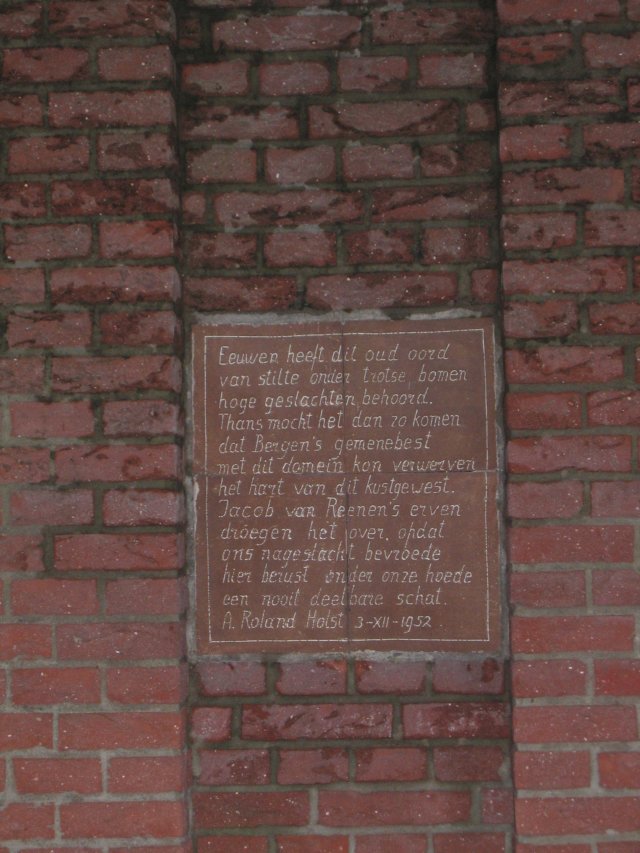 Eeuwen heeft dit oud oord
van stilte onder trotse, bomen
hoge geslachten behoord.
Thans mocht het dan zo komen
dat Bergen's gemenebest
met dit domein kon verwerven
het hart van dit kustgewest.
Jacob van Reenen's erven
droegen het over, opdat
ons nageslacht bevroede
hier berust onder onze hoede
een nooit deelbare schat.
A. Roland Holst 3-XII-1952.